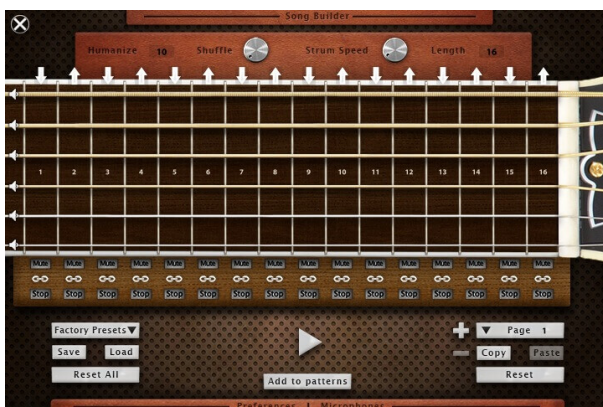 Song Builder
Humanize 10 Shuffle Strum Speed Length 16
1 2 3 4 5 6 7 8 9 10 11 12 13 14 15 16
Mute Mute Mute Mute Mute Mute Mute Mute Mute Mute Mute Mute Mute Mute Mute Mute
Stop Stop Stop Stop Stop Stop Stop Stop Stop Stop Stop Stop Stop Stop Stop Stop
Factory Presets▼ ▼ Page 1
Save Load Copy Paste
Reset All Add to patterns Reset
Preferences | Microphones